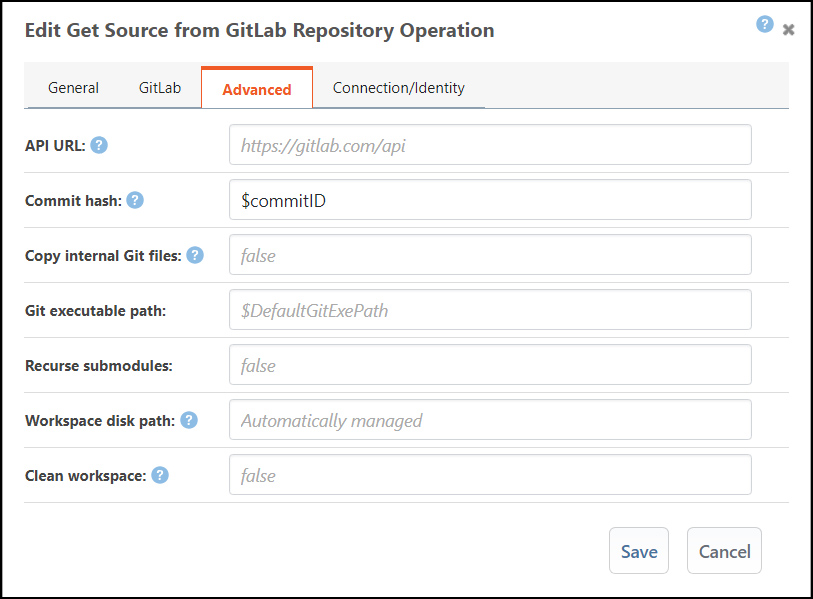 Edit Get Source from GitLab Repository Operation
? ×
General GitLab Advanced Connection/Identity
API URL: ? https://gitlab.com/api
Commit hash: ? $commitID
Copy internal Git files: ? false
Git executable path: $DefaultGitExePath
Recurse submodules: false
Workspace disk path: ? Automatically managed
Clean workspace: ? false
Save Cancel